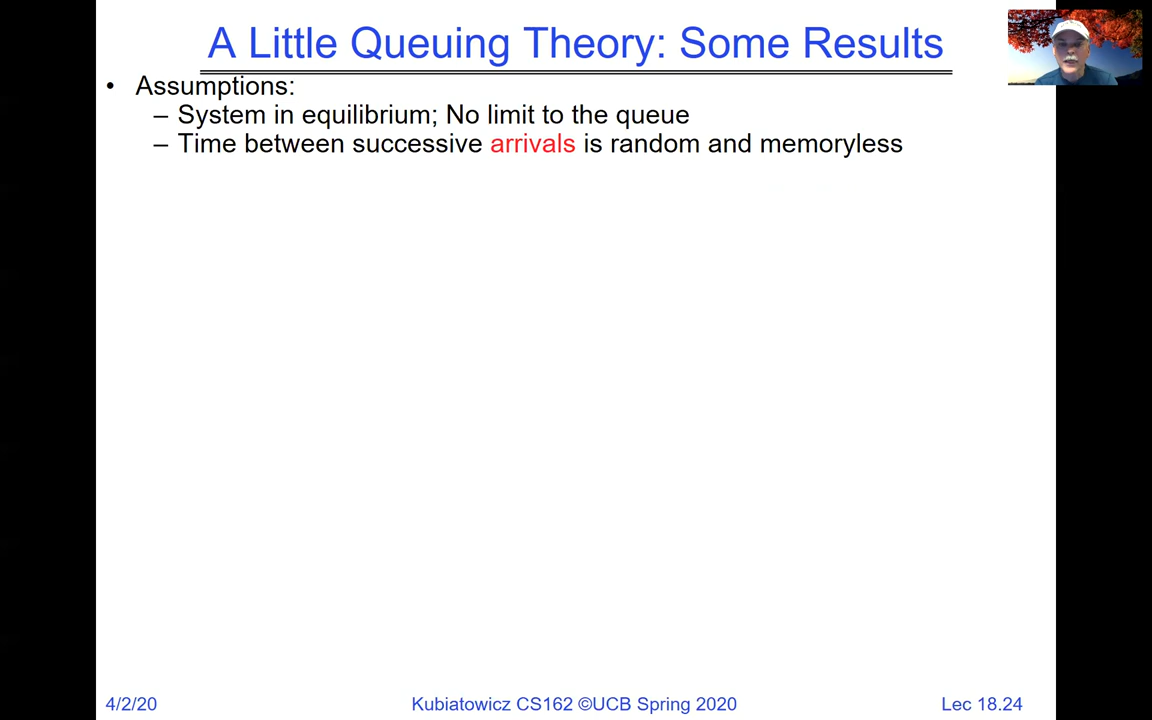 A Little Queuing Theory: Some Results
• Assumptions:
– System in equilibrium; No limit to the queue
– Time between successive arrivals is random and memoryless
4/2/20
Kubiatowicz CS162 ©UCB Spring 2020
Lec 18.24